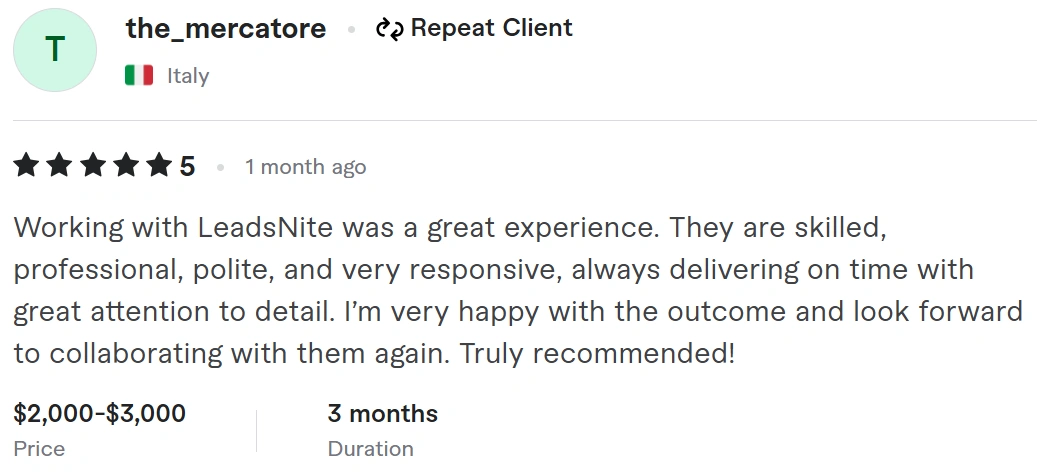 T
the_mercatore • Repeat Client
Italy
5 • 1 month ago
Working with LeadsNite was a great experience. They are skilled,
professional, polite, and very responsive, always delivering on time with
great attention to detail. I’m very happy with the outcome and look forward
to collaborating with them again. Truly recommended!
$2,000-$3,000
Price
3 months
Duration